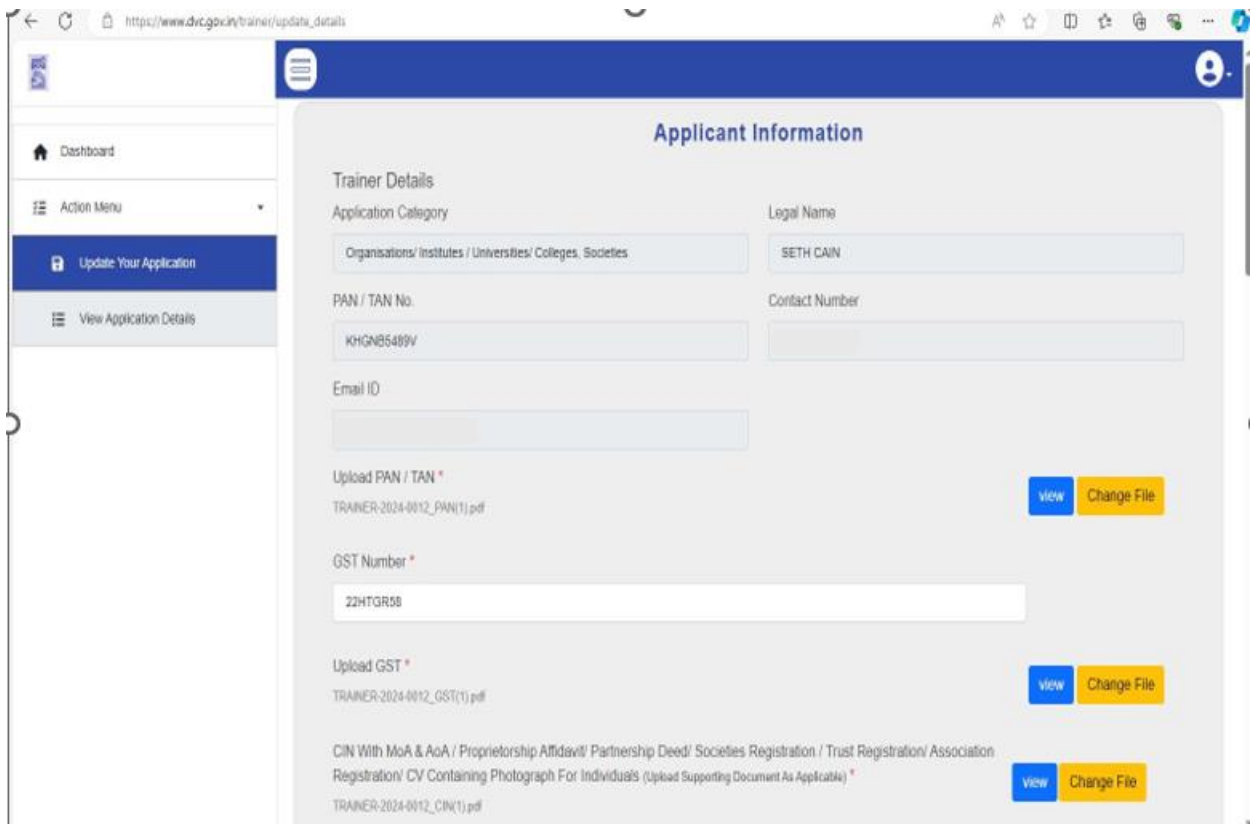 https://www.dvc.gov.in/trainer/update_details
Dashboard
Action Menu
Update Your Application
View Application Details
Applicant Information
Trainer Details
Application Category
Legal Name
Organisations/ Institutes / Universities/ Colleges, Societies
SETH CAIN
PAN / TAN No.
Contact Number
KHGNB5489V
Email ID
Upload PAN / TAN *
TRAINER-2024-0012_PAN(1).pdf
view
Change File
GST Number *
22HTGR58
Upload GST *
TRAINER-2024-0012_GST(1).pdf
view
Change File
CIN With MoA & AoA / Proprietorship Affidavit/ Partnership Deed/ Societies Registration / Trust Registration/ Association
Registration/ CV Containing Photograph For Individuals (Upload Supporting Document As Applicable) *
TRAINER-2024-0012_CIN(1).pdf
view
Change File